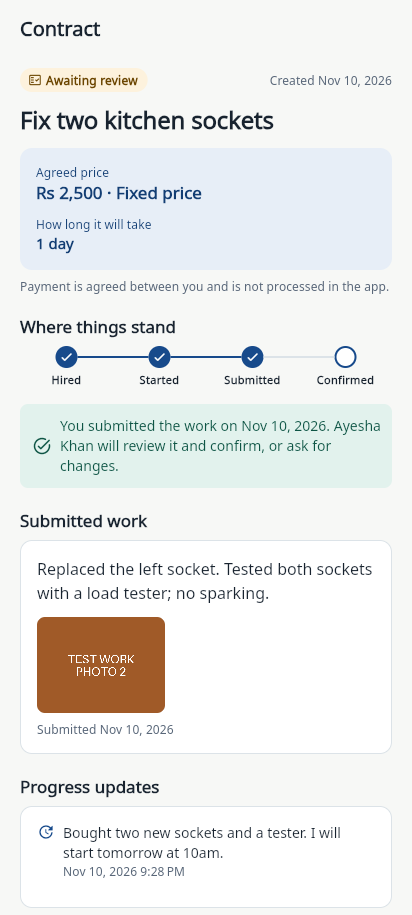 Contract
Awaiting review
Created Nov 10, 2026
Fix two kitchen sockets
Agreed price
Rs 2,500 · Fixed price
How long it will take
1 day
Payment is agreed between you and is not processed in the app.
Where things stand
Hired
Started
Submitted
Confirmed
You submitted the work on Nov 10, 2026. Ayesha
Khan will review it and confirm, or ask for
changes.
Submitted work
Replaced the left socket. Tested both sockets
with a load tester; no sparking.
TEST WORK
PHOTO 2
Submitted Nov 10, 2026
Progress updates
Bought two new sockets and a tester. I will
start tomorrow at 10am.
Nov 10, 2026 9:28 PM